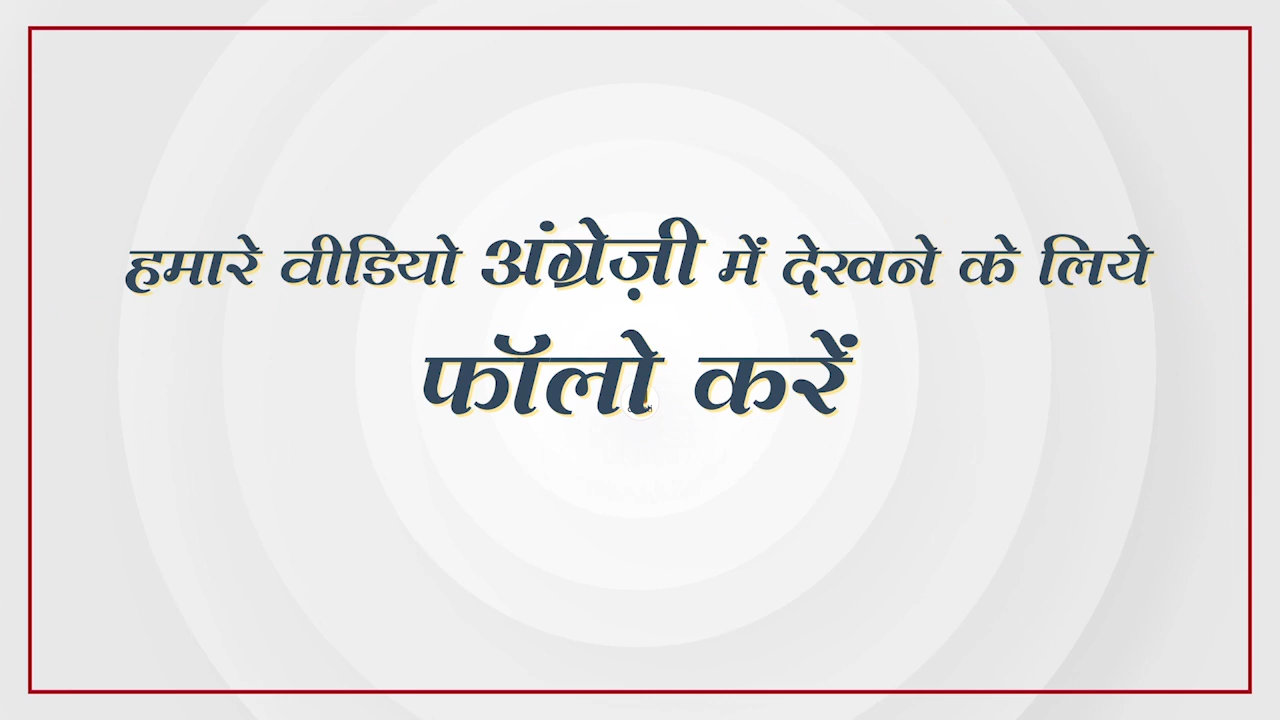 हमारे वीडियो अंग्रेज़ी में देखने के लिये
फॉलो करें